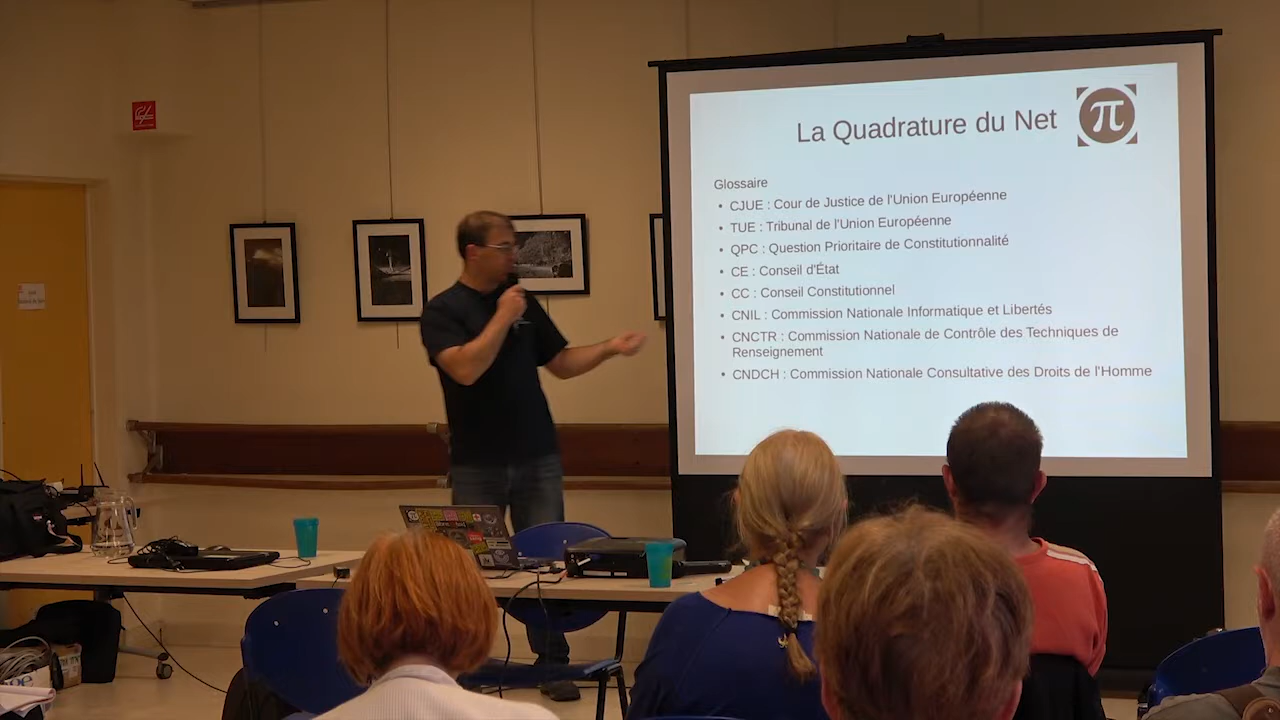 La Quadrature du Net
π
Glossaire
• CJUE : Cour de Justice de l'Union Européenne
• TUE : Tribunal de l'Union Européenne
• QPC : Question Prioritaire de Constitutionnalité
• CE : Conseil d'État
• CC : Conseil Constitutionnel
• CNIL : Commission Nationale Informatique et Libertés
• CNCTR : Commission Nationale de Contrôle des Techniques de
Renseignement
• CNDCH : Commission Nationale Consultative des Droits de l'Homme